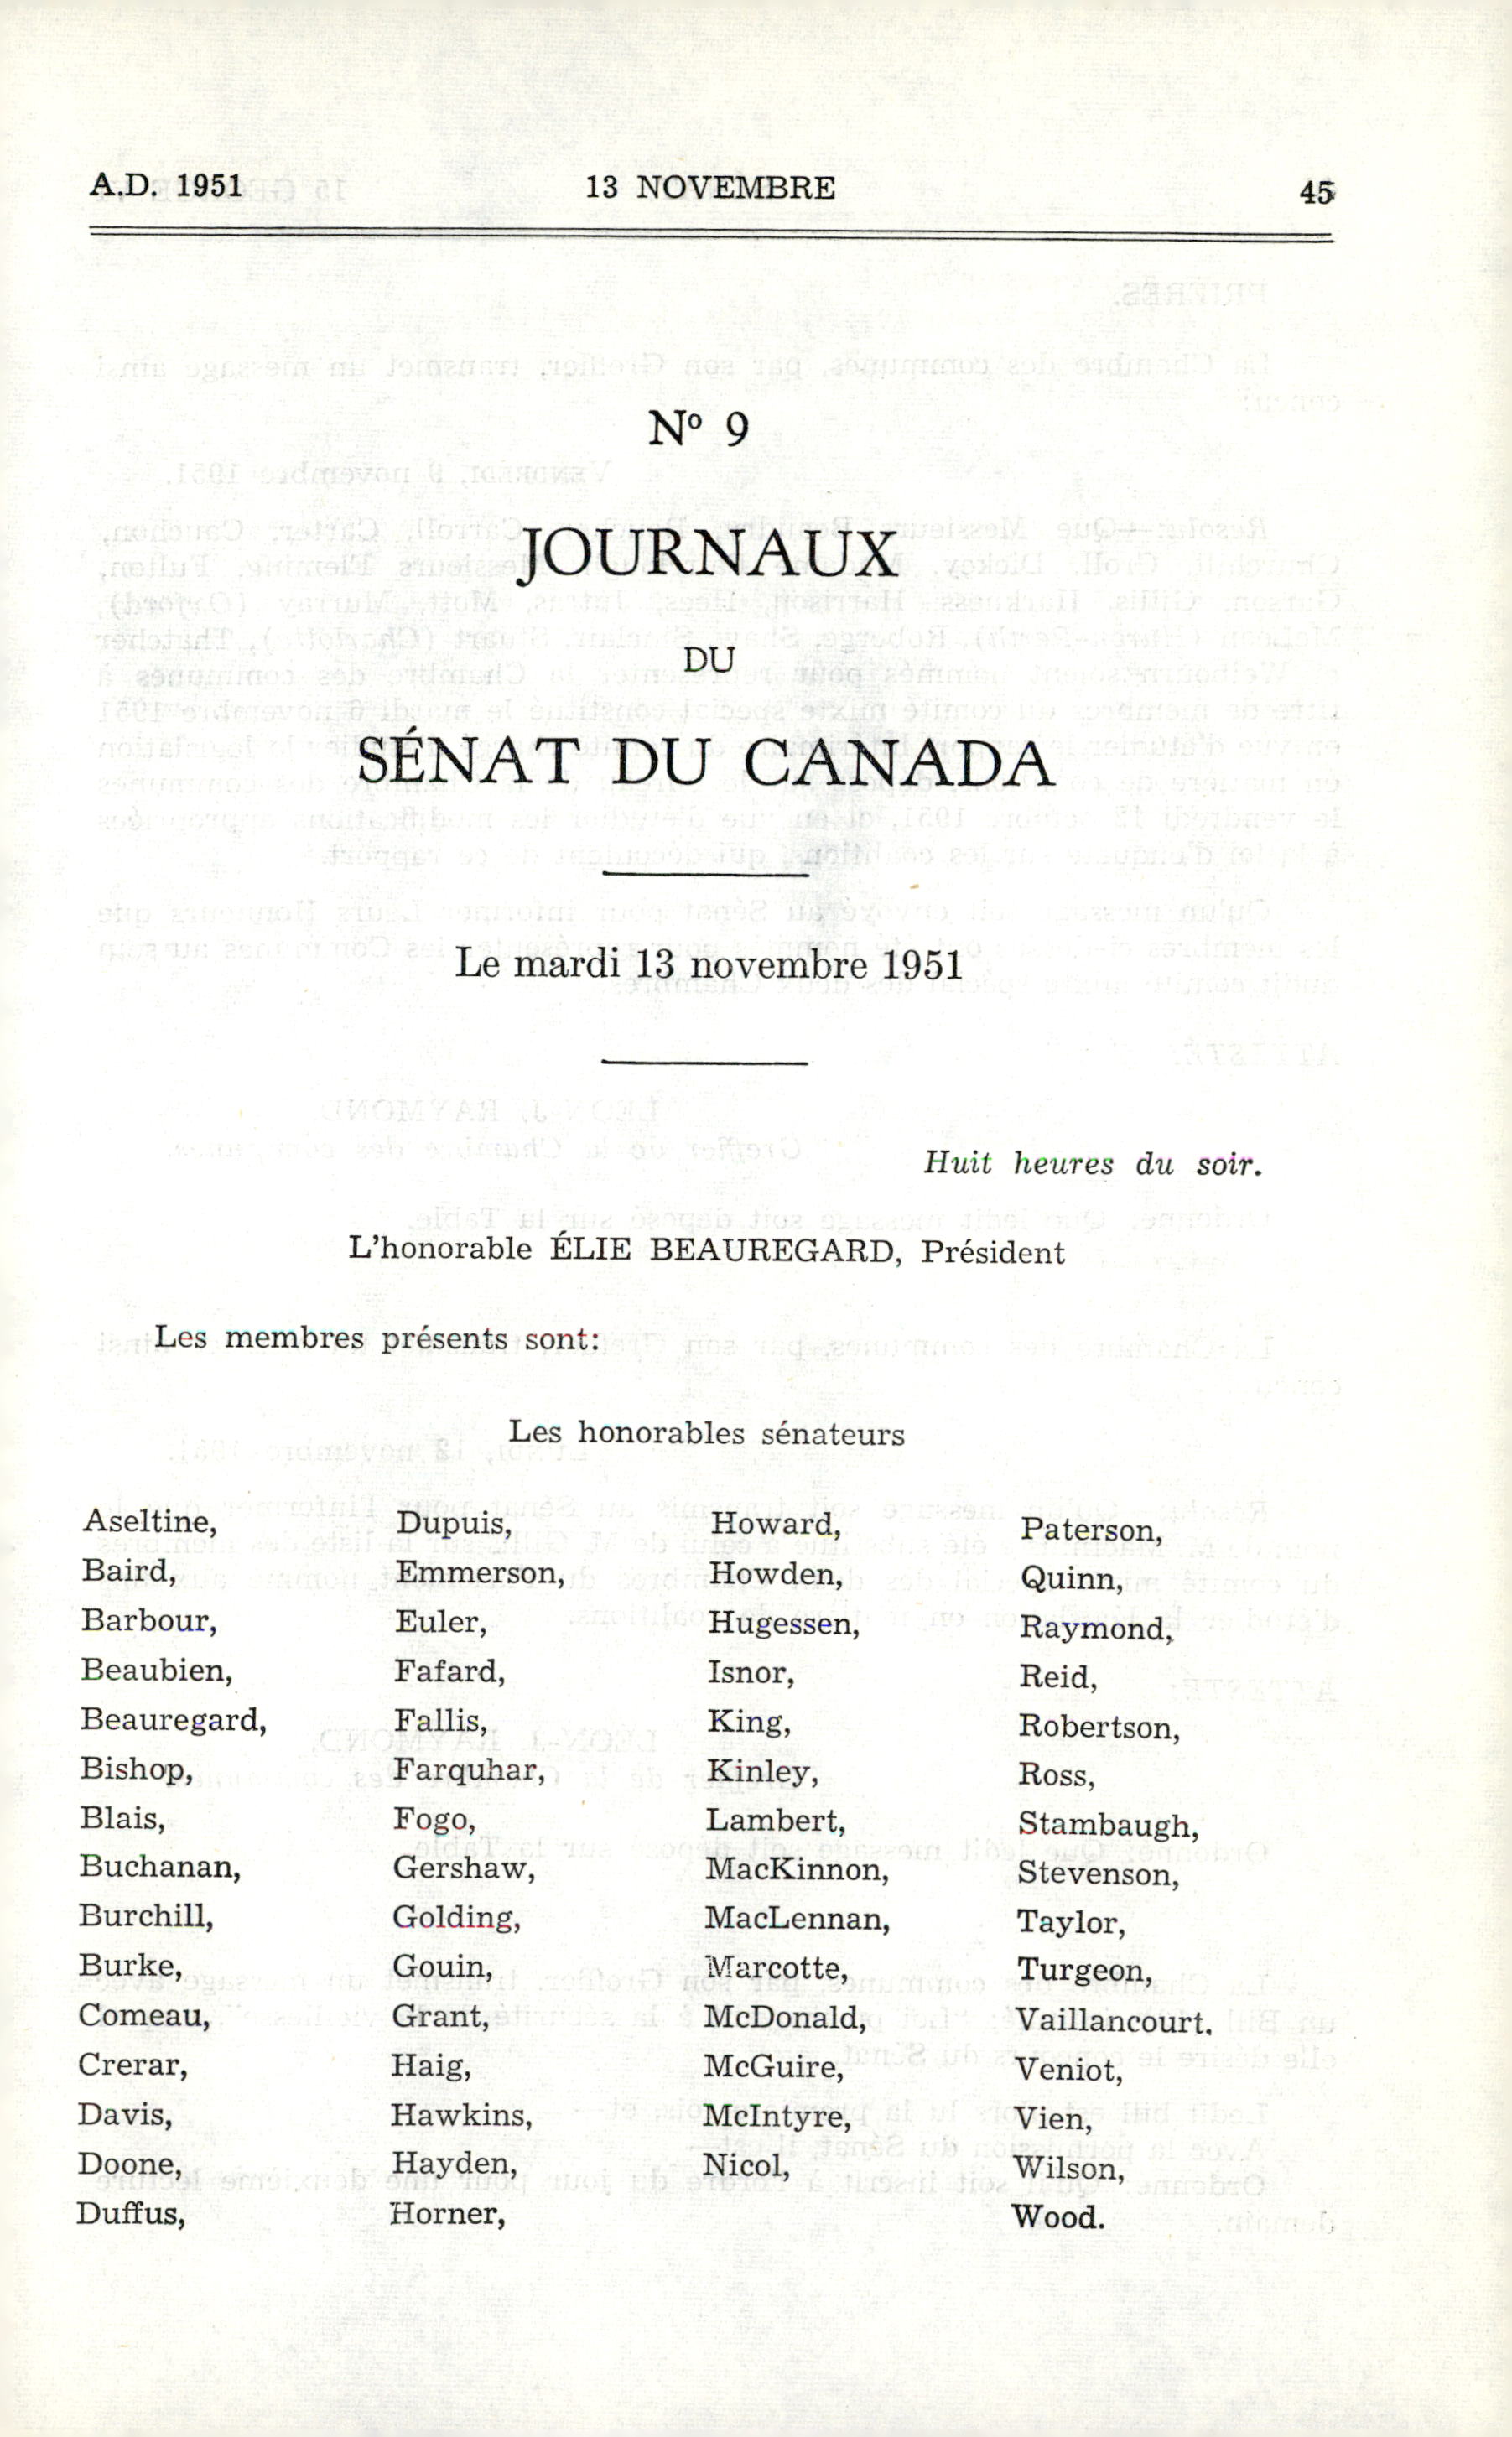 A.D. 1951 13 NOVEMBRE 45
Nº 9
JOURNAUX
DU
SÉNAT DU CANADA
Le mardi 13 novembre 1951
Huit heures du soir.
L'honorable ÉLIE BEAUREGARD, Président
Les membres présents sont:
Les honorables sénateurs
Aseltine,
Baird,
Barbour,
Beaubien,
Beauregard,
Bishop,
Blais,
Buchanan,
Burchill,
Burke,
Comeau,
Crerar,
Davis,
Doone,
Duffus,
Dupuis,
Emmerson,
Euler,
Fafard,
Fallis,
Farquhar,
Fogo,
Gershaw,
Golding,
Gouin,
Grant,
Haig,
Hawkins,
Hayden,
Horner,
Howard,
Howden,
Hugessen,
Isnor,
King,
Kinley,
Lambert,
MacKinnon,
MacLennan,
Marcotte,
McDonald,
McGuire,
McIntyre,
Nicol,
Paterson,
Quinn,
Raymond,
Reid,
Robertson,
Ross,
Stambaugh,
Stevenson,
Taylor,
Turgeon,
Vaillancourt.
Veniot,
Vien,
Wilson,
Wood.